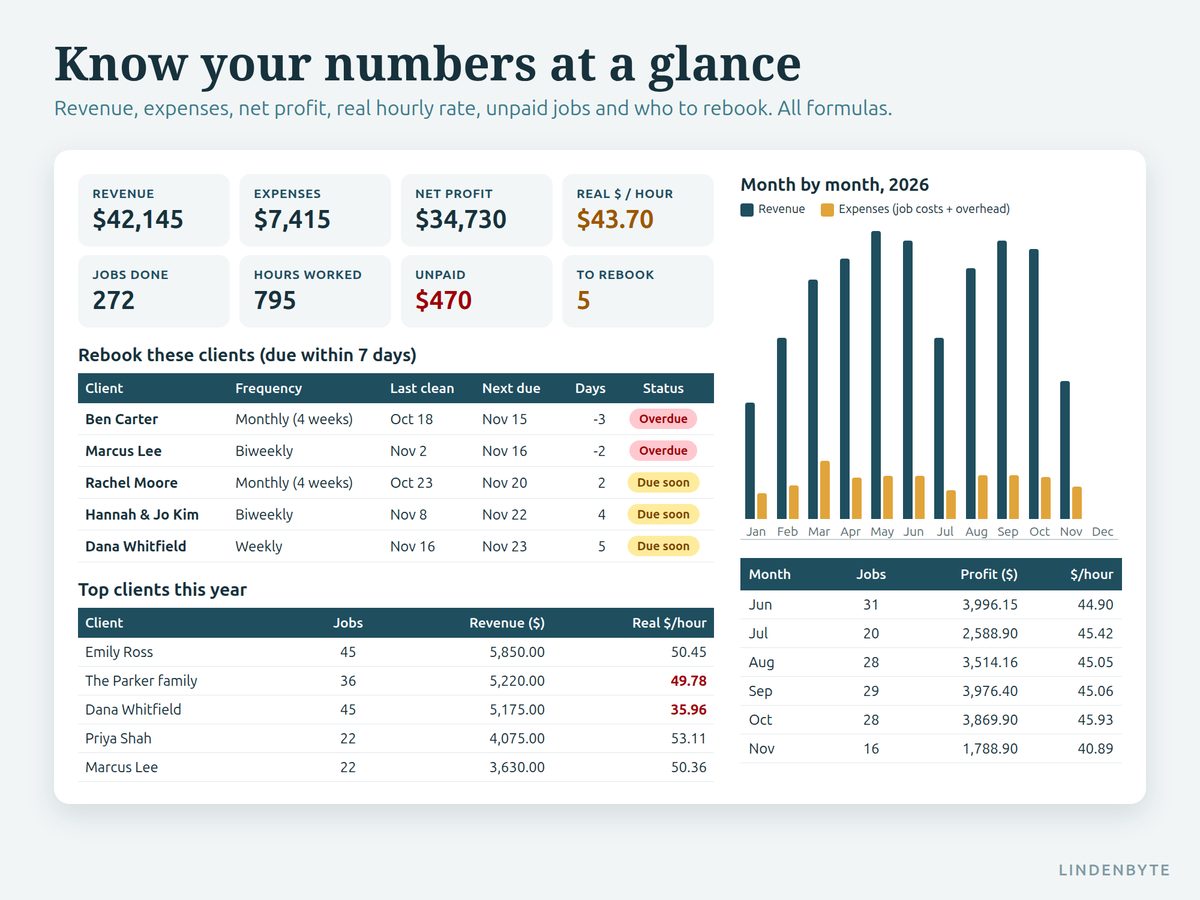 Know your numbers at a glance
Revenue, expenses, net profit, real hourly rate, unpaid jobs and who to rebook. All formulas.
REVENUE
$42,145
EXPENSES
$7,415
NET PROFIT
$34,730
REAL $ / HOUR
$43.70
JOBS DONE
272
HOURS WORKED
795
UNPAID
$470
TO REBOOK
5
Rebook these clients (due within 7 days)
Client Frequency Last clean Next due Days Status
Ben Carter Monthly (4 weeks) Oct 18 Nov 15 -3 Overdue
Marcus Lee Biweekly Nov 2 Nov 16 -2 Overdue
Rachel Moore Monthly (4 weeks) Oct 23 Nov 20 2 Due soon
Hannah & Jo Kim Biweekly Nov 8 Nov 22 4 Due soon
Dana Whitfield Weekly Nov 16 Nov 23 5 Due soon
Top clients this year
Client Jobs Revenue ($) Real $/hour
Emily Ross 45 5,850.00 50.45
The Parker family 36 5,220.00 49.78
Dana Whitfield 45 5,175.00 35.96
Priya Shah 22 4,075.00 53.11
Marcus Lee 22 3,630.00 50.36
Month by month, 2026
Revenue Expenses (job costs + overhead)
Jan Feb Mar Apr May Jun Jul Aug Sep Oct Nov Dec
Month Jobs Profit ($) $/hour
Jun 31 3,996.15 44.90
Jul 20 2,588.90 45.42
Aug 28 3,514.16 45.05
Sep 29 3,976.40 45.06
Oct 28 3,869.90 45.93
Nov 16 1,788.90 40.89
LINDENBYTE